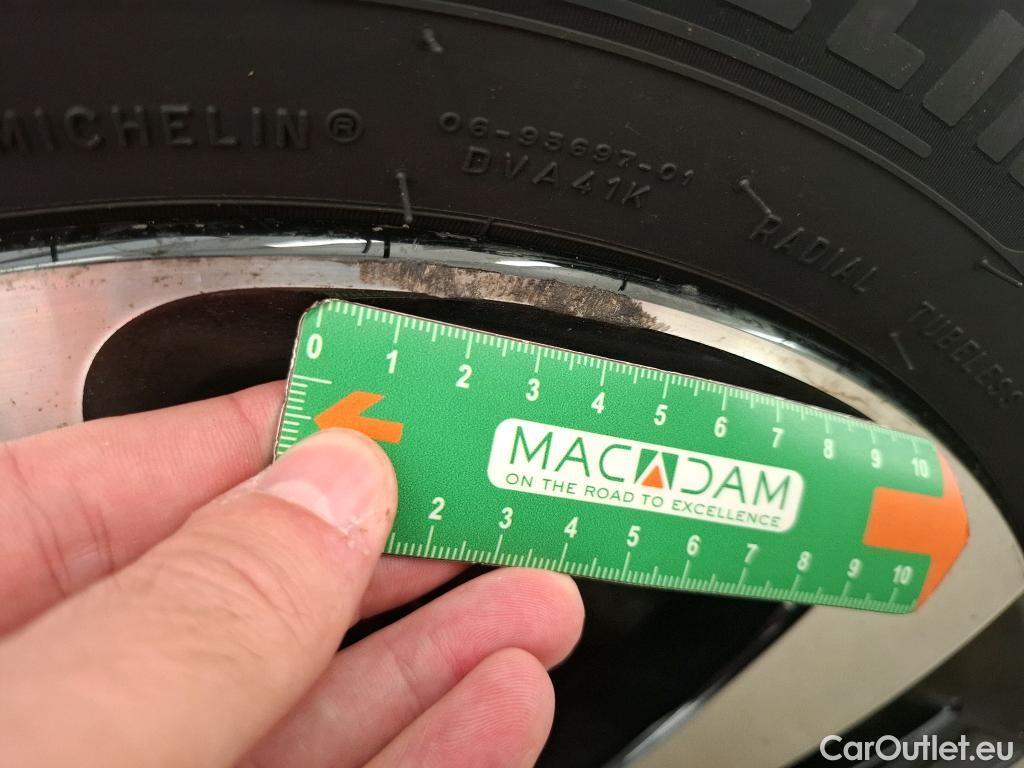 MICHELIN®
06-93697-01
DVA41K
RADIAL TUBELESS
0 1 2 3 4 5 6 7 8 9 10
MACADAM
ON THE ROAD TO EXCELLENCE
2 3 4 5 6 7 8 9 10
CarOutlet.eu